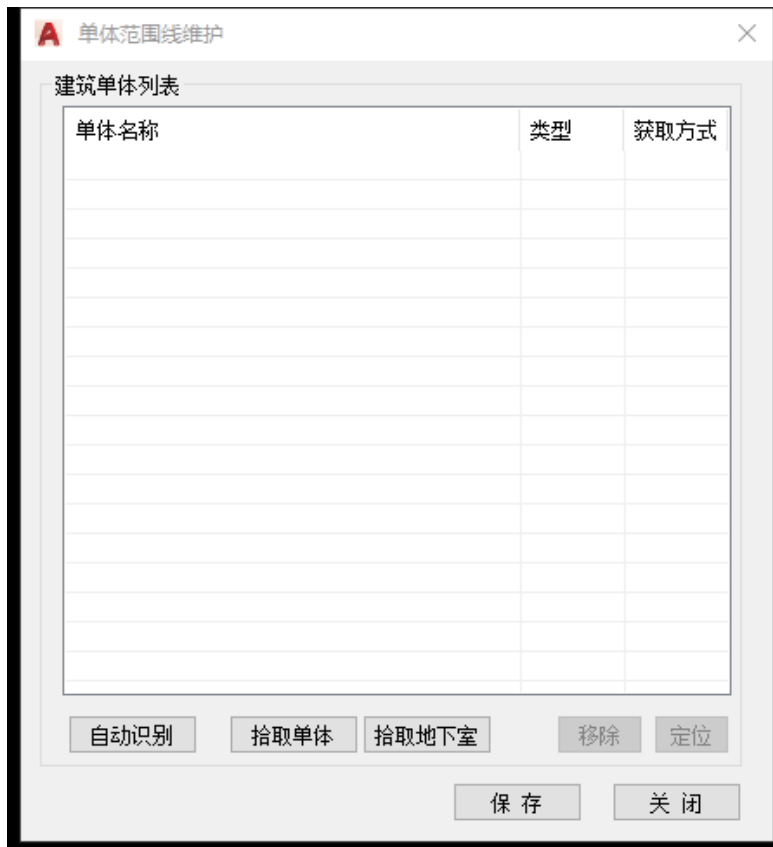 单体范围线维护
建筑单体列表
单体名称 类型 获取方式
自动识别 拾取单体 拾取地下室 移除 定位
保存 关闭